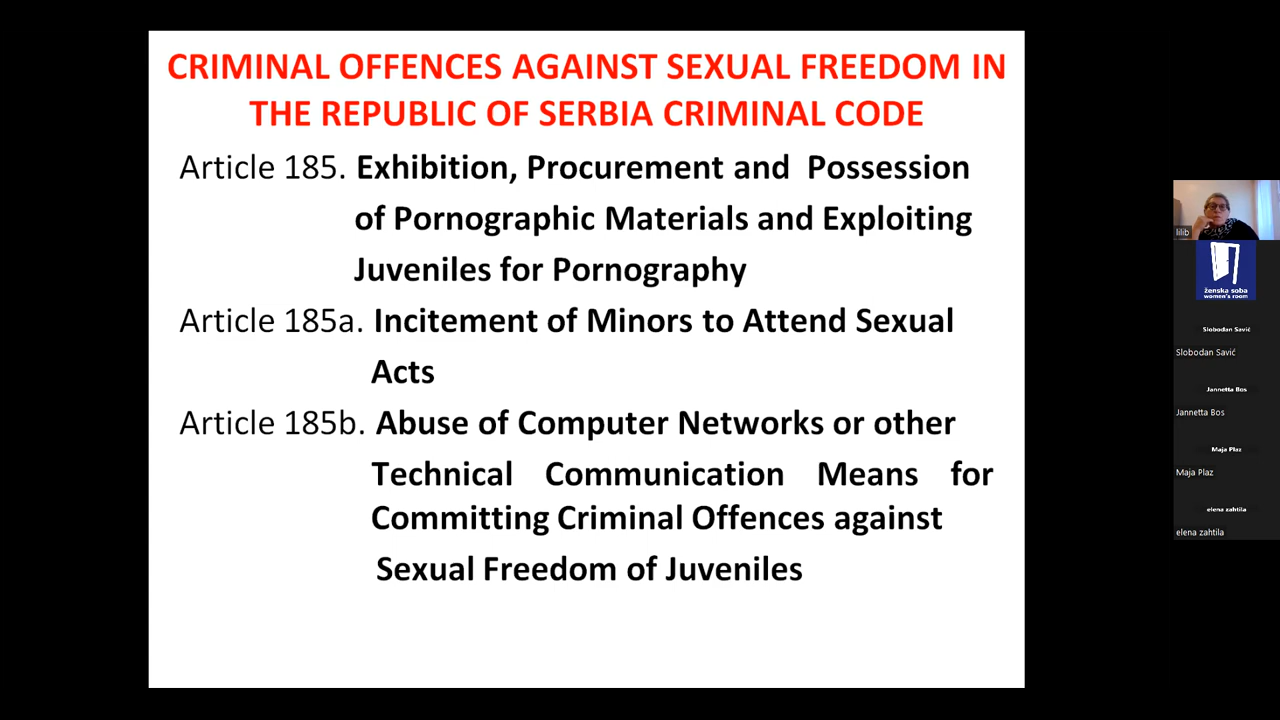 CRIMINAL OFFENCES AGAINST SEXUAL FREEDOM IN
THE REPUBLIC OF SERBIA CRIMINAL CODE
Article 185. Exhibition, Procurement and Possession
of Pornographic Materials and Exploiting
Juveniles for Pornography
Article 185a. Incitement of Minors to Attend Sexual
Acts
Article 185b. Abuse of Computer Networks or other
Technical Communication Means for
Committing Criminal Offences against
Sexual Freedom of Juveniles
lilib
ženska soba
women's room
Slobodan Savić
Slobodan Savić
Jannetta Bos
Jannetta Bos
Maja Plaz
Maja Plaz
elena zahtila
elena zahtila